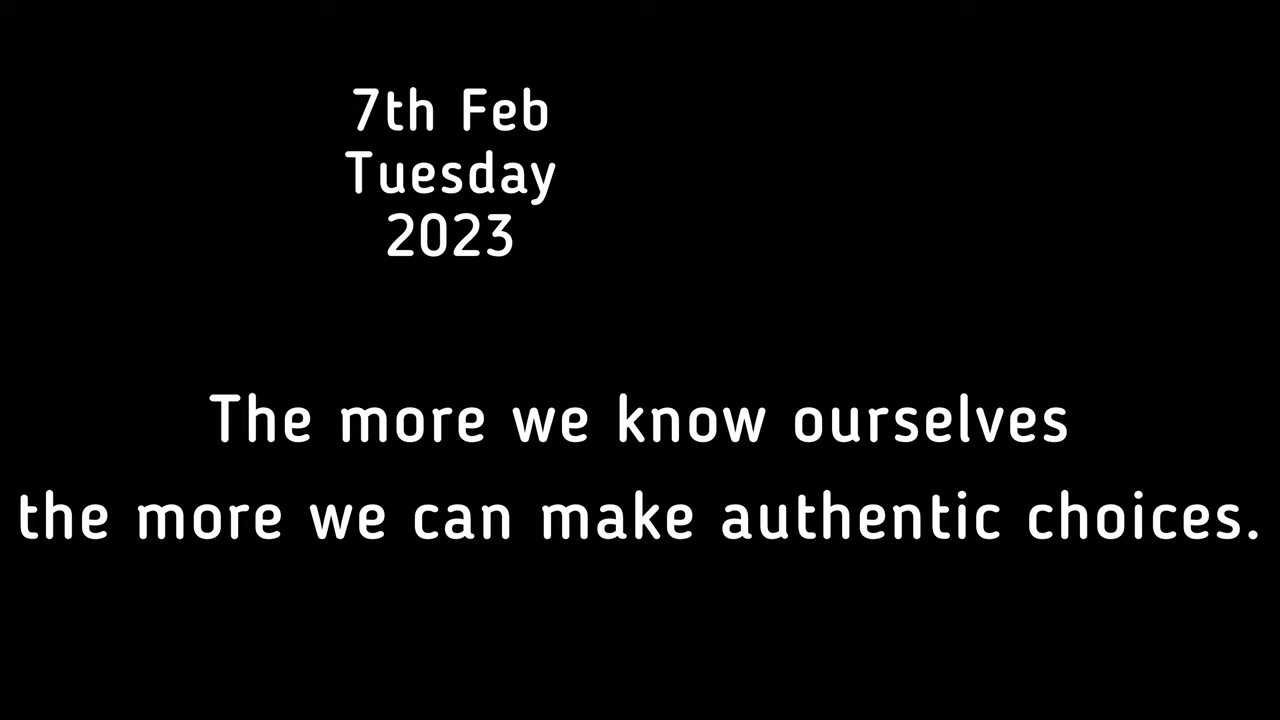 7th Feb
Tuesday
2023
The more we know ourselves
the more we can make authentic choices.